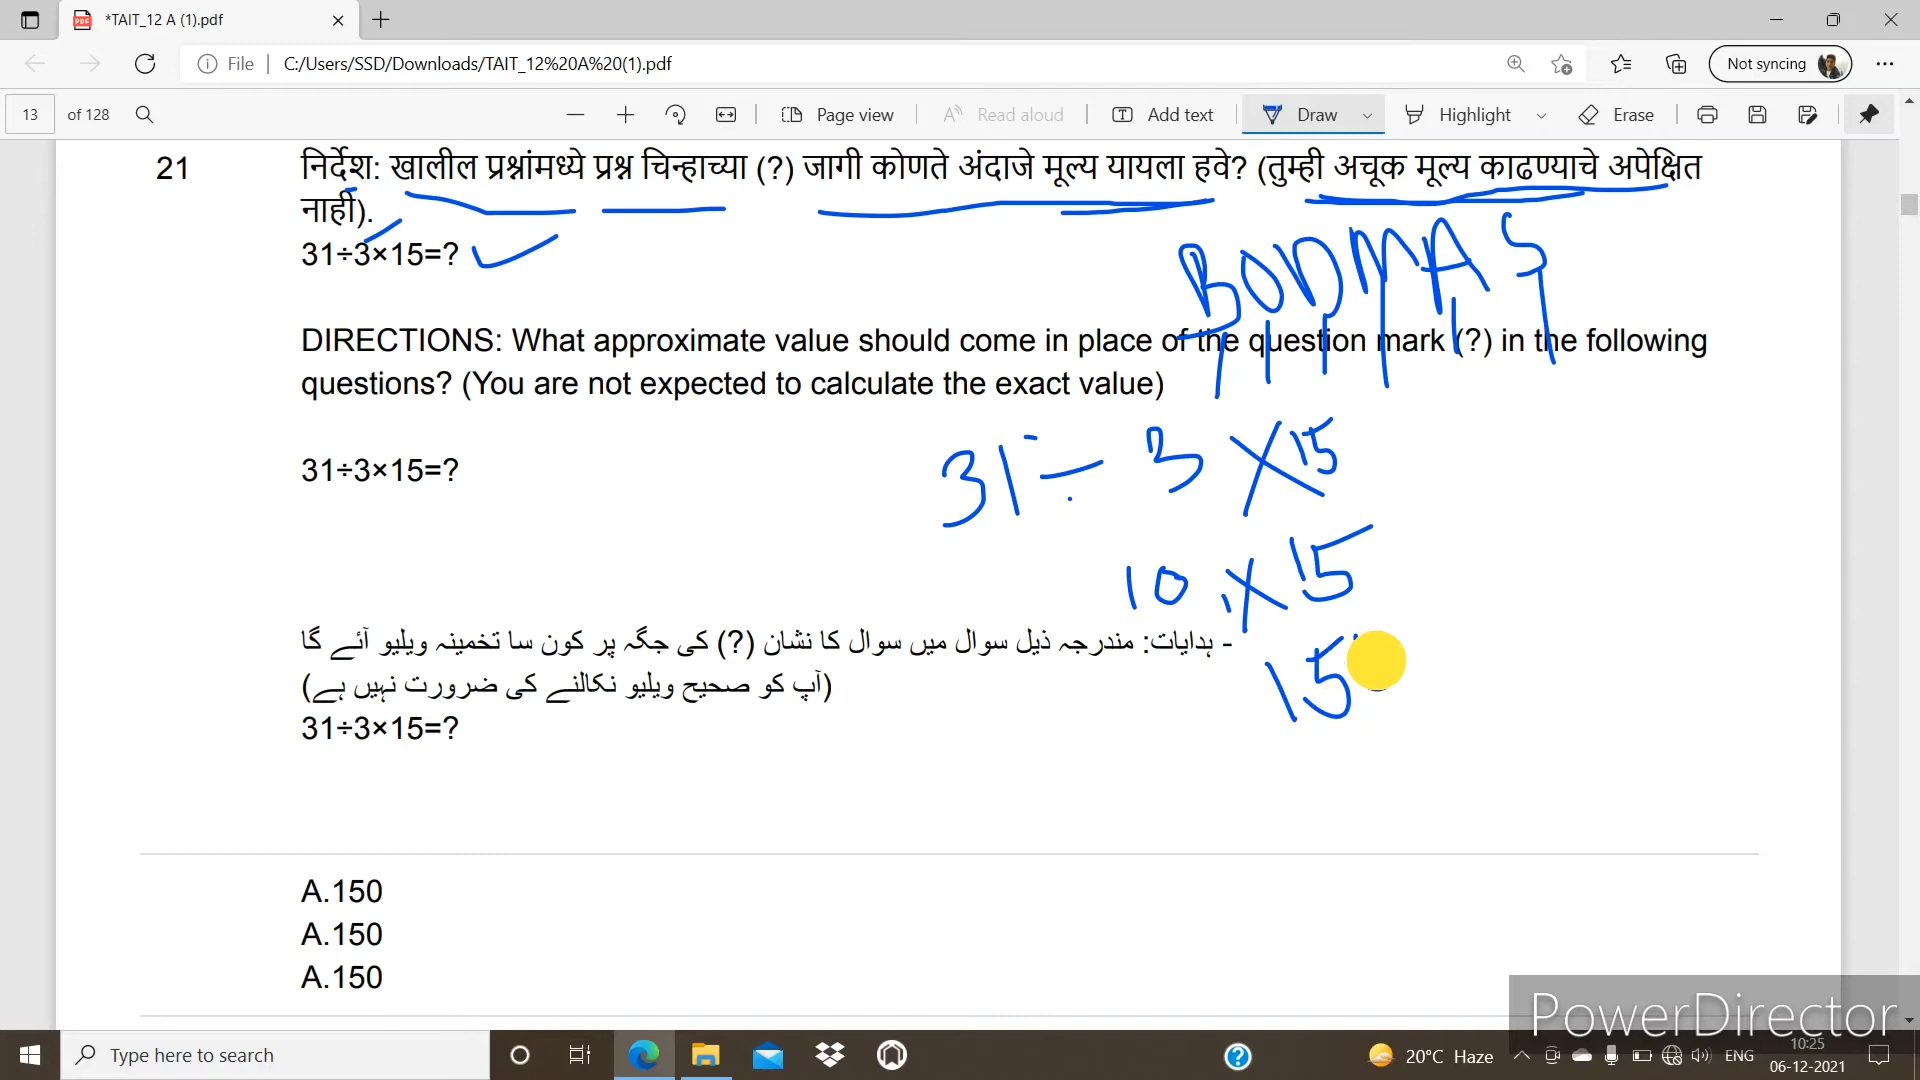 *TAIT_12 A (1).pdf
File | C:/Users/SSD/Downloads/TAIT_12%20A%20(1).pdf
Not syncing
13 of 128
Page view
Read aloud
Add text
Draw
Highlight
Erase
21
निर्देश: खालील प्रश्नांमध्ये प्रश्न चिन्हाच्या (?) जागी कोणते अंदाजे मूल्य यायला हवे? (तुम्ही अचूक मूल्य काढण्याचे अपेक्षित
नाही).
31÷3×15=?
BODMAS
DIRECTIONS: What approximate value should come in place of the question mark (?) in the following
questions? (You are not expected to calculate the exact value)
31÷3×15=?
31 ÷ 3 × 15
10 × 15
15
- ہدایات: مندرجہ ذیل سوال میں سوال کا نشان (?) کی جگہ پر کون سا تخمینہ ویلیو آئے گا
(آپ کو صحیح ویلیو نکالنے کی ضرورت نہیں ہے)
31÷3×15=?
A.150
A.150
A.150
PowerDirector
Type here to search
20°C Haze
ENG
10:25
06-12-2021